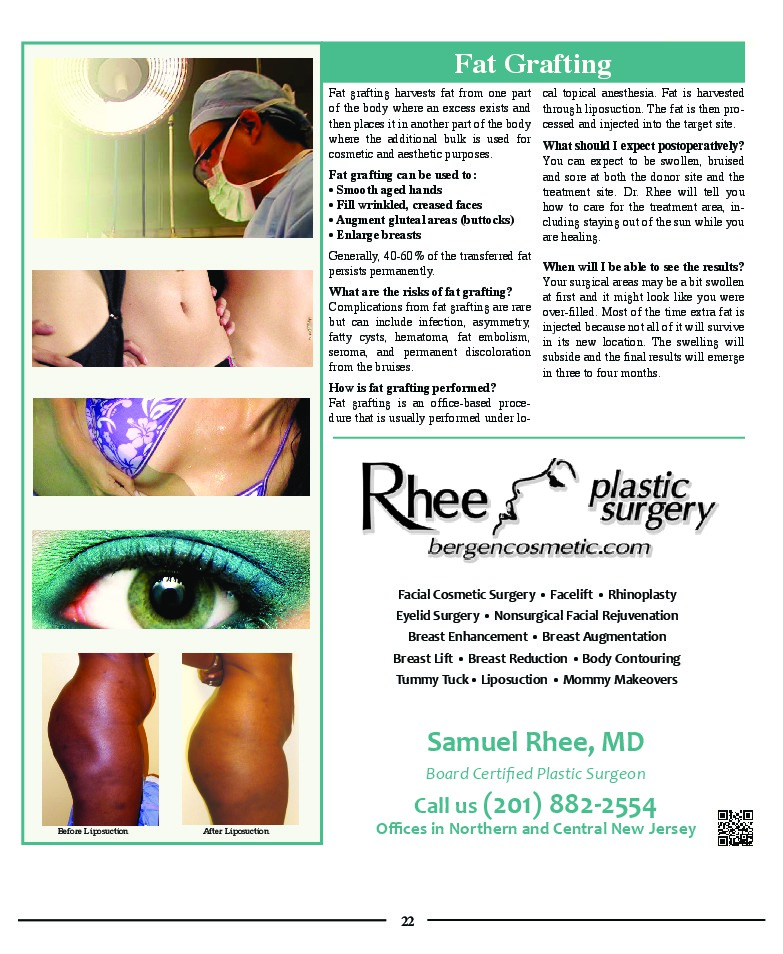 Fat Grafting
Fat grafting harvests fat from one part
of the body where an excess exists and
then places it in another part of the body
where the additional bulk is used for
cosmetic and aesthetic purposes.
Fat grafting can be used to:
• Smooth aged hands
• Fill wrinkled, creased faces
• Augment gluteal areas (buttocks)
• Enlarge breasts
Generally, 40-60% of the transferred fat
persists permanently.
What are the risks of fat grafting?
Complications from fat grafting are rare
but can include infection, asymmetry,
fatty cysts, hematoma, fat embolism,
seroma, and permanent discoloration
from the bruises.
How is fat grafting performed?
Fat grafting is an office-based proce-
dure that is usually performed under lo-
cal topical anesthesia. Fat is harvested
through liposuction. The fat is then pro-
cessed and injected into the target site.
What should I expect postoperatively?
You can expect to be swollen, bruised
and sore at both the donor site and the
treatment site. Dr. Rhee will tell you
how to care for the treatment area, in-
cluding staying out of the sun while you
are healing.
When will I be able to see the results?
Your surgical areas may be a bit swollen
at first and it might look like you were
over-filled. Most of the time extra fat is
injected because not all of it will survive
in its new location. The swelling will
subside and the final results will emerge
in three to four months.
Rhee plastic surgery
bergencosmetic.com
Facial Cosmetic Surgery • Facelift • Rhinoplasty
Eyelid Surgery • Nonsurgical Facial Rejuvenation
Breast Enhancement • Breast Augmentation
Breast Lift • Breast Reduction • Body Contouring
Tummy Tuck • Liposuction • Mommy Makeovers
Samuel Rhee, MD
Board Certified Plastic Surgeon
Call us (201) 882-2554
Offices in Northern and Central New Jersey
Before Liposuction
After Liposuction
22